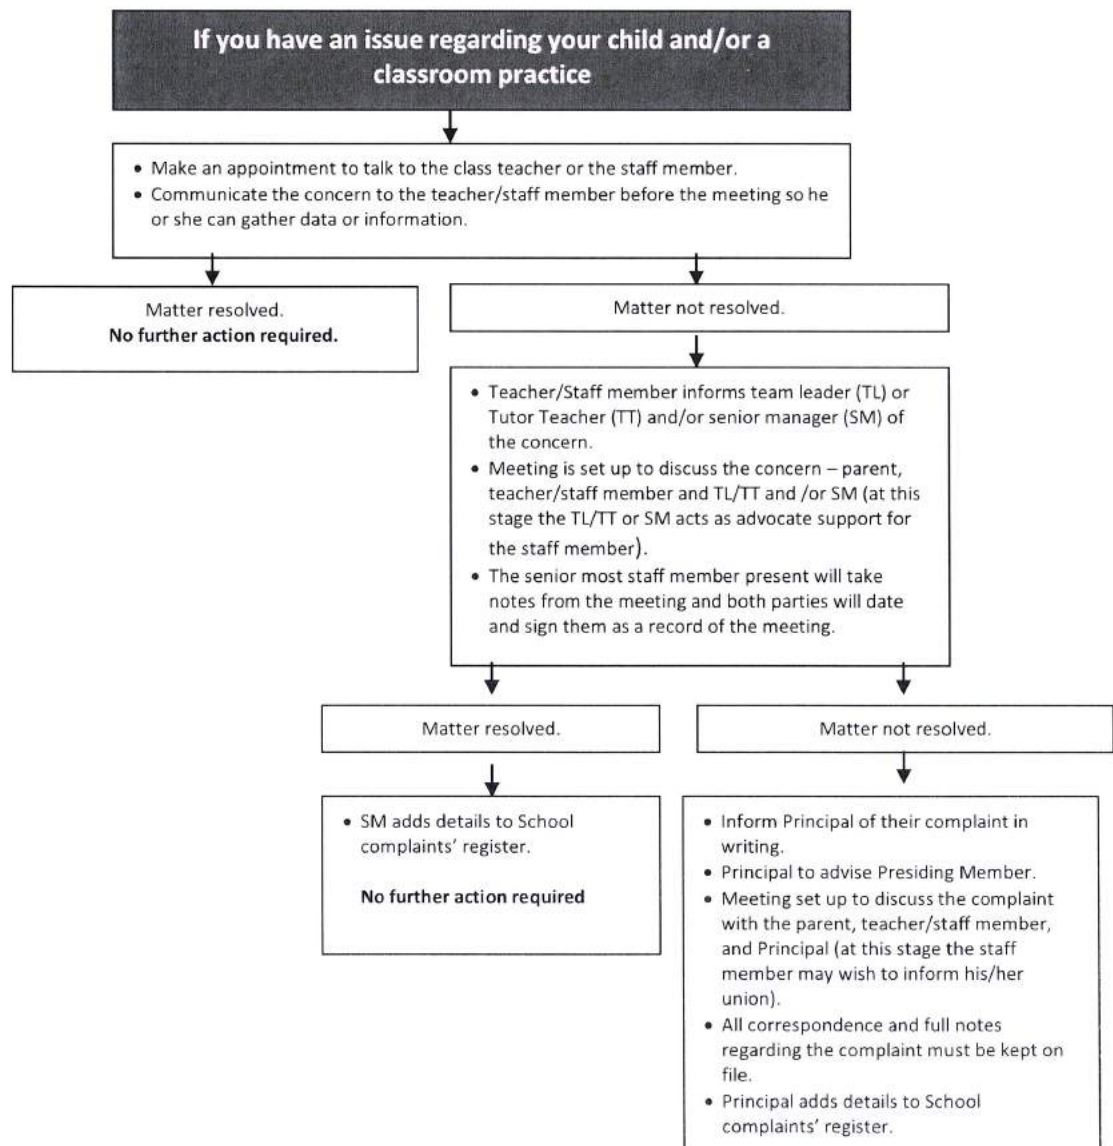 If you have an issue regarding your child and/or a
classroom practice
• Make an appointment to talk to the class teacher or the staff member.
• Communicate the concern to the teacher/staff member before the meeting so he
or she can gather data or information.
Matter resolved.
No further action required.
Matter not resolved.
• Teacher/Staff member informs team leader (TL) or
Tutor Teacher (TT) and/or senior manager (SM) of
the concern.
• Meeting is set up to discuss the concern – parent,
teacher/staff member and TL/TT and /or SM (at this
stage the TL/TT or SM acts as advocate support for
the staff member).
• The senior most staff member present will take
notes from the meeting and both parties will date
and sign them as a record of the meeting.
Matter resolved.
Matter not resolved.
• SM adds details to School
complaints’ register.
No further action required
• Inform Principal of their complaint in
writing.
• Principal to advise Presiding Member.
• Meeting set up to discuss the complaint
with the parent, teacher/staff member,
and Principal (at this stage the staff
member may wish to inform his/her
union).
• All correspondence and full notes
regarding the complaint must be kept on
file.
• Principal adds details to School
complaints’ register.